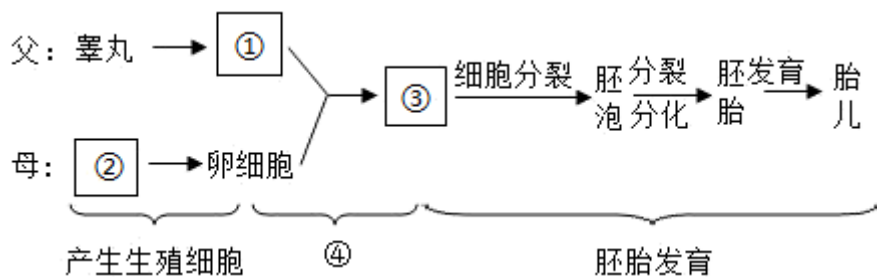 父：睾丸 ① 
③ 细胞分裂 胚泡 分裂 分化 胚胎 发育 胎儿
母： ② 卵细胞
产生生殖细胞 ④ 胚胎发育